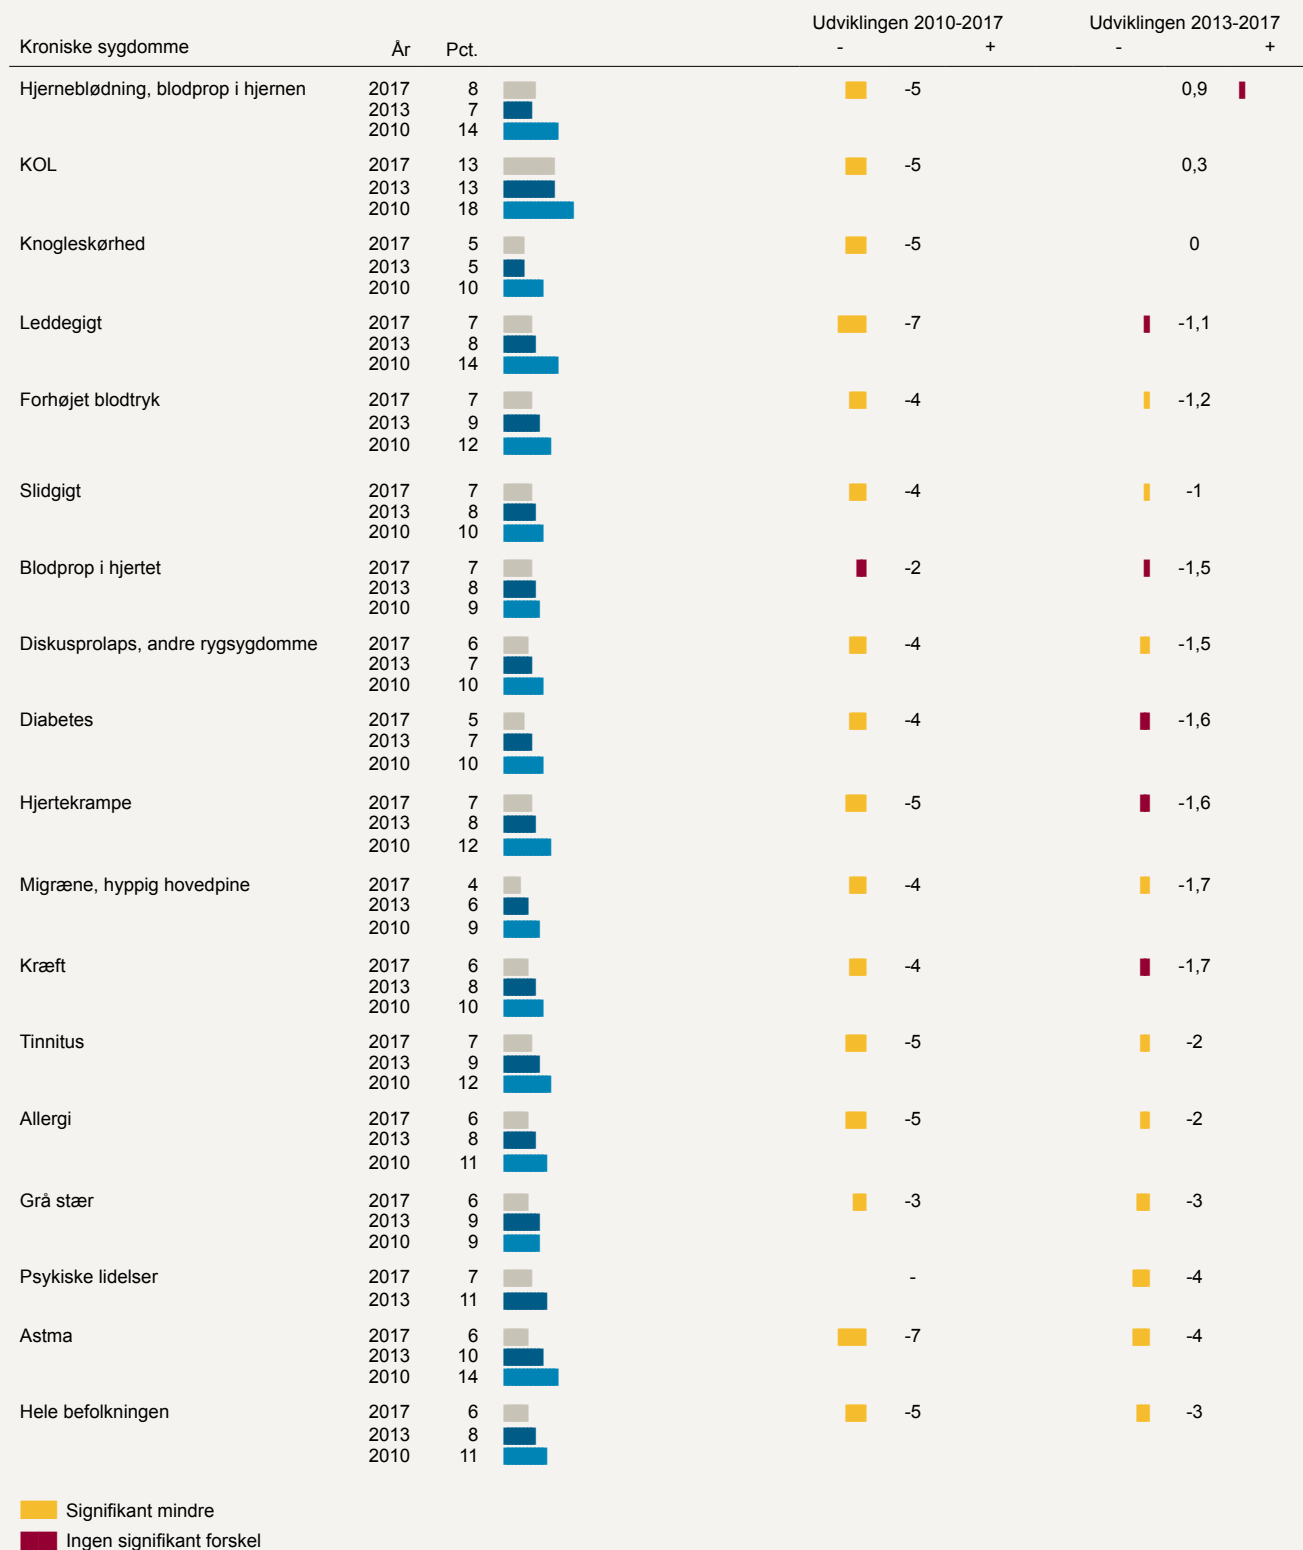 Udviklingen 2010-2017 Udviklingen 2013-2017
Kroniske sygdomme År Pct. - + - +
Hjerneblødning, blodprop i hjernen 2017 8 -5 0,9
2013 7
2010 14
KOL 2017 13 -5 0,3
2013 13
2010 18
Knogleskørhed 2017 5 -5 0
2013 5
2010 10
Leddegigt 2017 7 -7 -1,1
2013 8
2010 14
Forhøjet blodtryk 2017 7 -4 -1,2
2013 9
2010 12
Slidgigt 2017 7 -4 -1
2013 8
2010 10
Blodprop i hjertet 2017 7 -2 -1,5
2013 8
2010 9
Diskusprolaps, andre rygsygdomme 2017 6 -4 -1,5
2013 7
2010 10
Diabetes 2017 5 -4 -1,6
2013 7
2010 10
Hjertekrampe 2017 7 -5 -1,6
2013 8
2010 12
Migræne, hyppig hovedpine 2017 4 -4 -1,7
2013 6
2010 9
Kræft 2017 6 -4 -1,7
2013 8
2010 10
Tinnitus 2017 7 -5 -2
2013 9
2010 12
Allergi 2017 6 -5 -2
2013 8
2010 11
Grå stær 2017 6 -3 -3
2013 9
2010 9
Psykiske lidelser 2017 7 - -4
2013 11
Astma 2017 6 -7 -4
2013 10
2010 14
Hele befolkningen 2017 6 -5 -3
2013 8
2010 11
Signifikant mindre
Ingen signifikant forskel